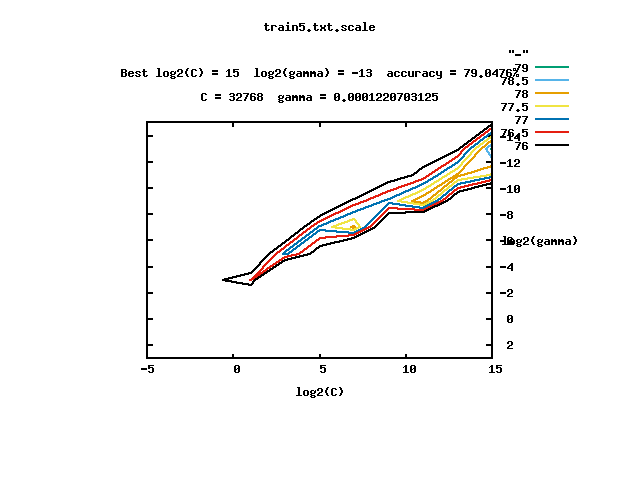 train5.txt.scale
"-"
Best log2(C) = 15 log2(gamma) = -13 accuracy = 79.0476%
79
78.5
C = 32768 gamma = 0.0001220703125
78
77.5
77
76.5
76
-14
-12
-10
-8
-6
log2(gamma)
-4
-2
0
2
-5 0 5 10 15
log2(C)